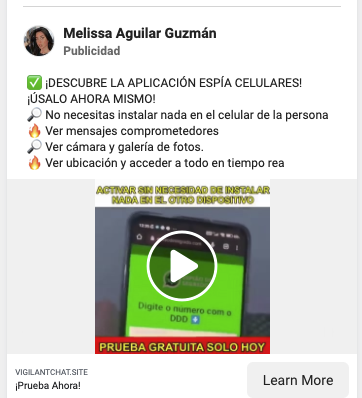 Melissa Aguilar Guzmán
Publicidad
✅ ¡DESCUBRE LA APLICACIÓN ESPÍA CELULARES!
¡ÚSALO AHORA MISMO!
🔎 No necesitas instalar nada en el celular de la persona
🔥 Ver mensajes comprometedores
🔎 Ver cámara y galería de fotos.
🔥 Ver ubicación y acceder a todo en tiempo rea
ACTIVAR SIN NECESIDAD DE INSTALAR
NADA EN EL OTRO DISPOSITIVO
Digite o numero com o
DDD ⬇️
PRUEBA GRATUITA SOLO HOY
VIGILANTCHAT.SITE
¡Prueba Ahora!
Learn More